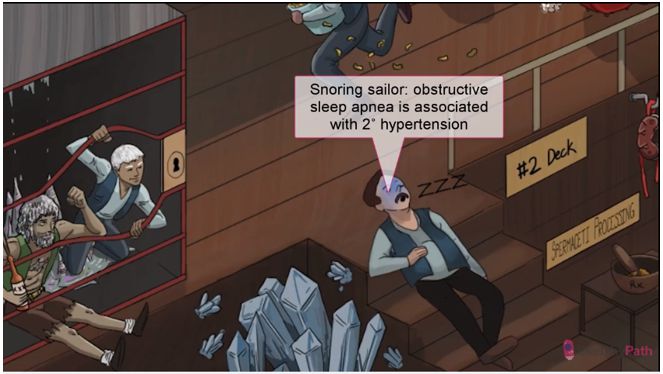 Snoring sailor: obstructive
sleep apnea is associated
with 2˚ hypertension
ZZZ
#2 Deck
SPERMACETI PROCESSING
Rx
Path